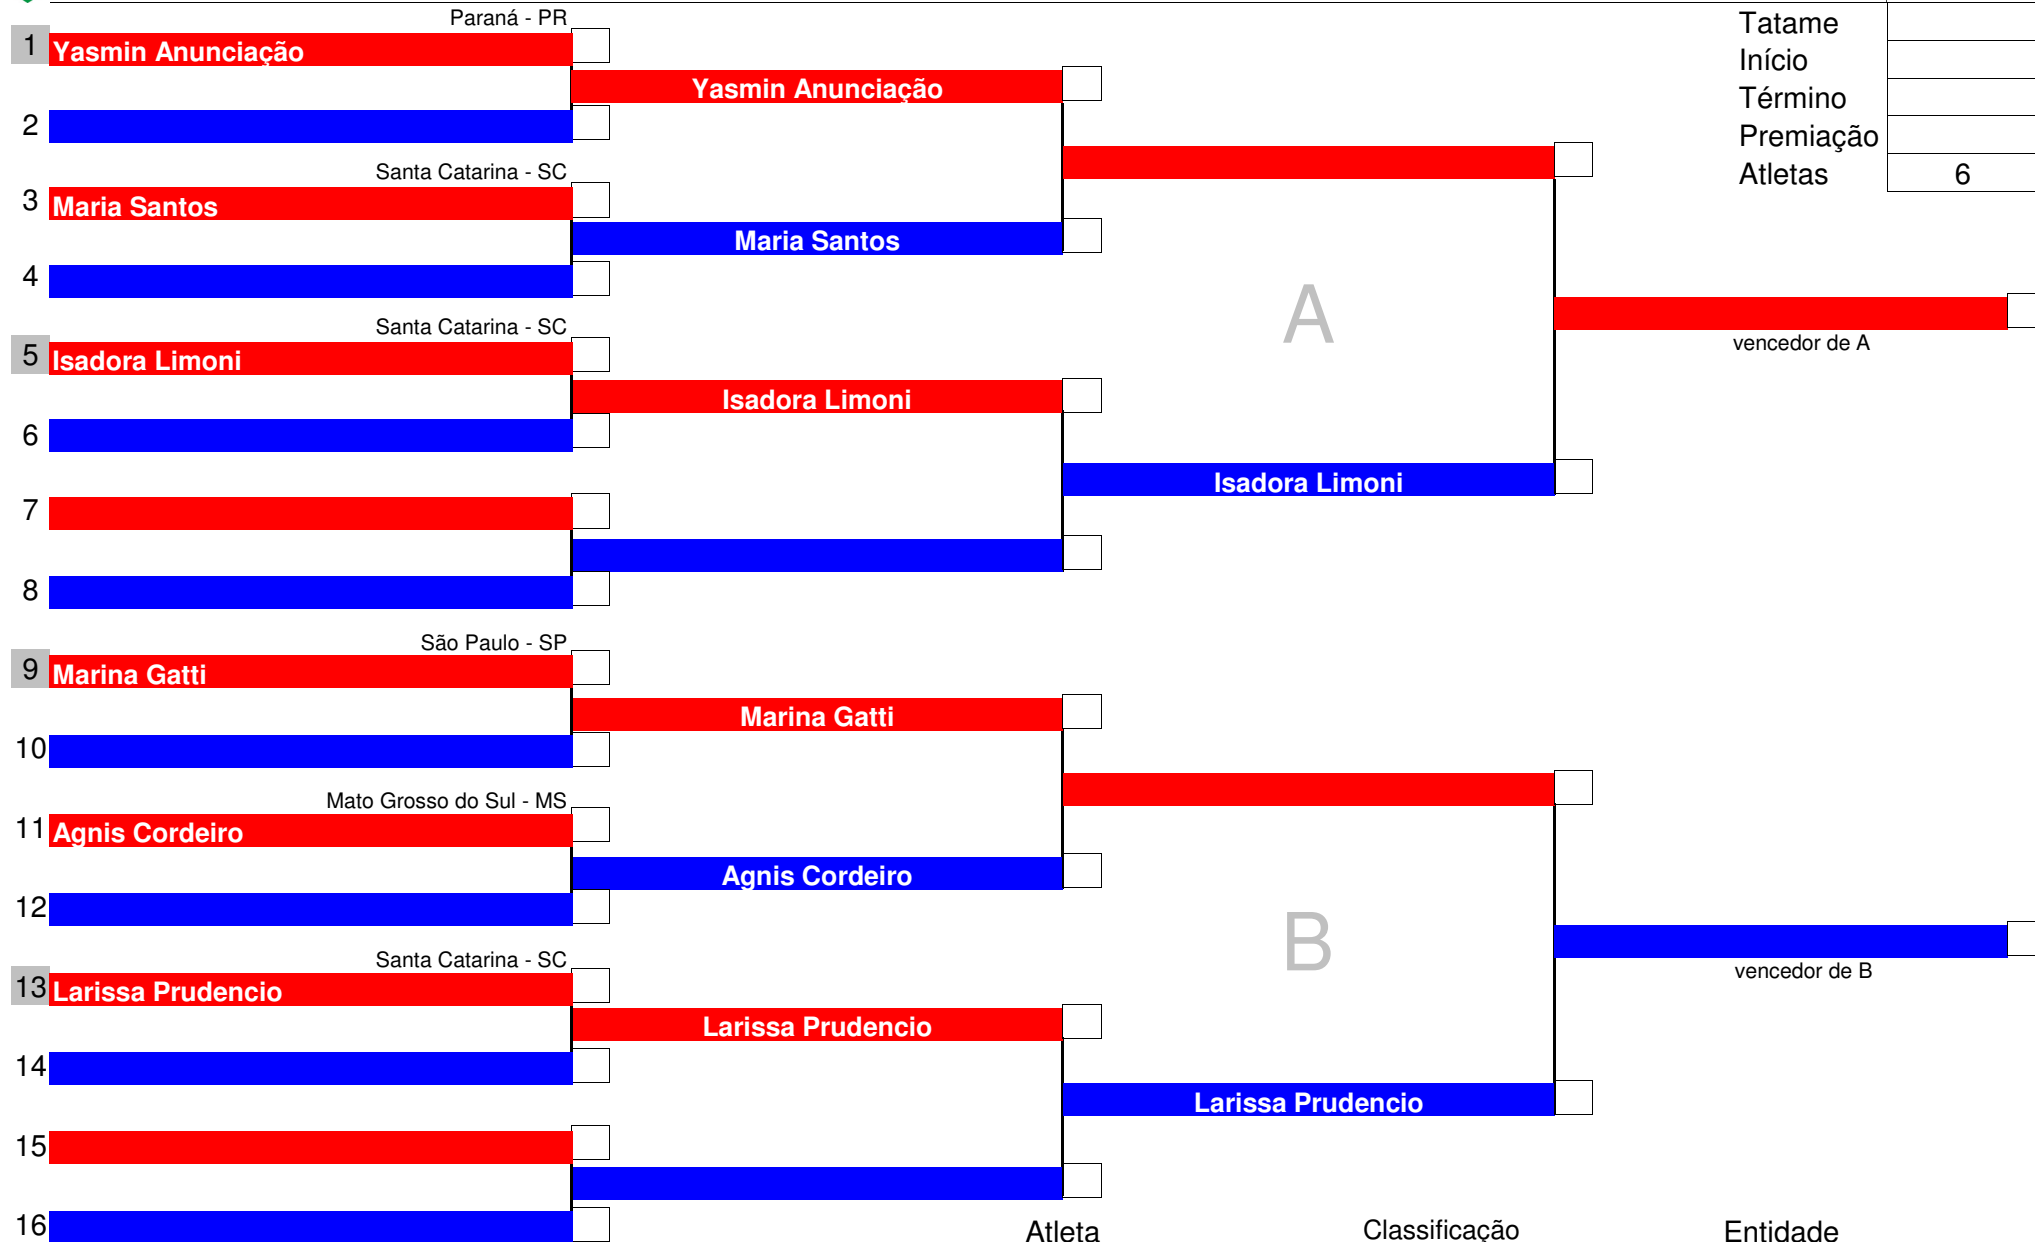 Paraná - PR
Tatame
1 Yasmin Anunciação
Início
Yasmin Anunciação
Término
2
Premiação
Santa Catarina - SC
Atletas 6
3 Maria Santos
Maria Santos
4
A
Santa Catarina - SC
vencedor de A
5 Isadora Limoni
Isadora Limoni
6
Isadora Limoni
7
8
São Paulo - SP
9 Marina Gatti
Marina Gatti
10
Mato Grosso do Sul - MS
11 Agnis Cordeiro
Agnis Cordeiro
12
B
Santa Catarina - SC
vencedor de B
13 Larissa Prudencio
Larissa Prudencio
14
Larissa Prudencio
15
16
Atleta Classificação Entidade